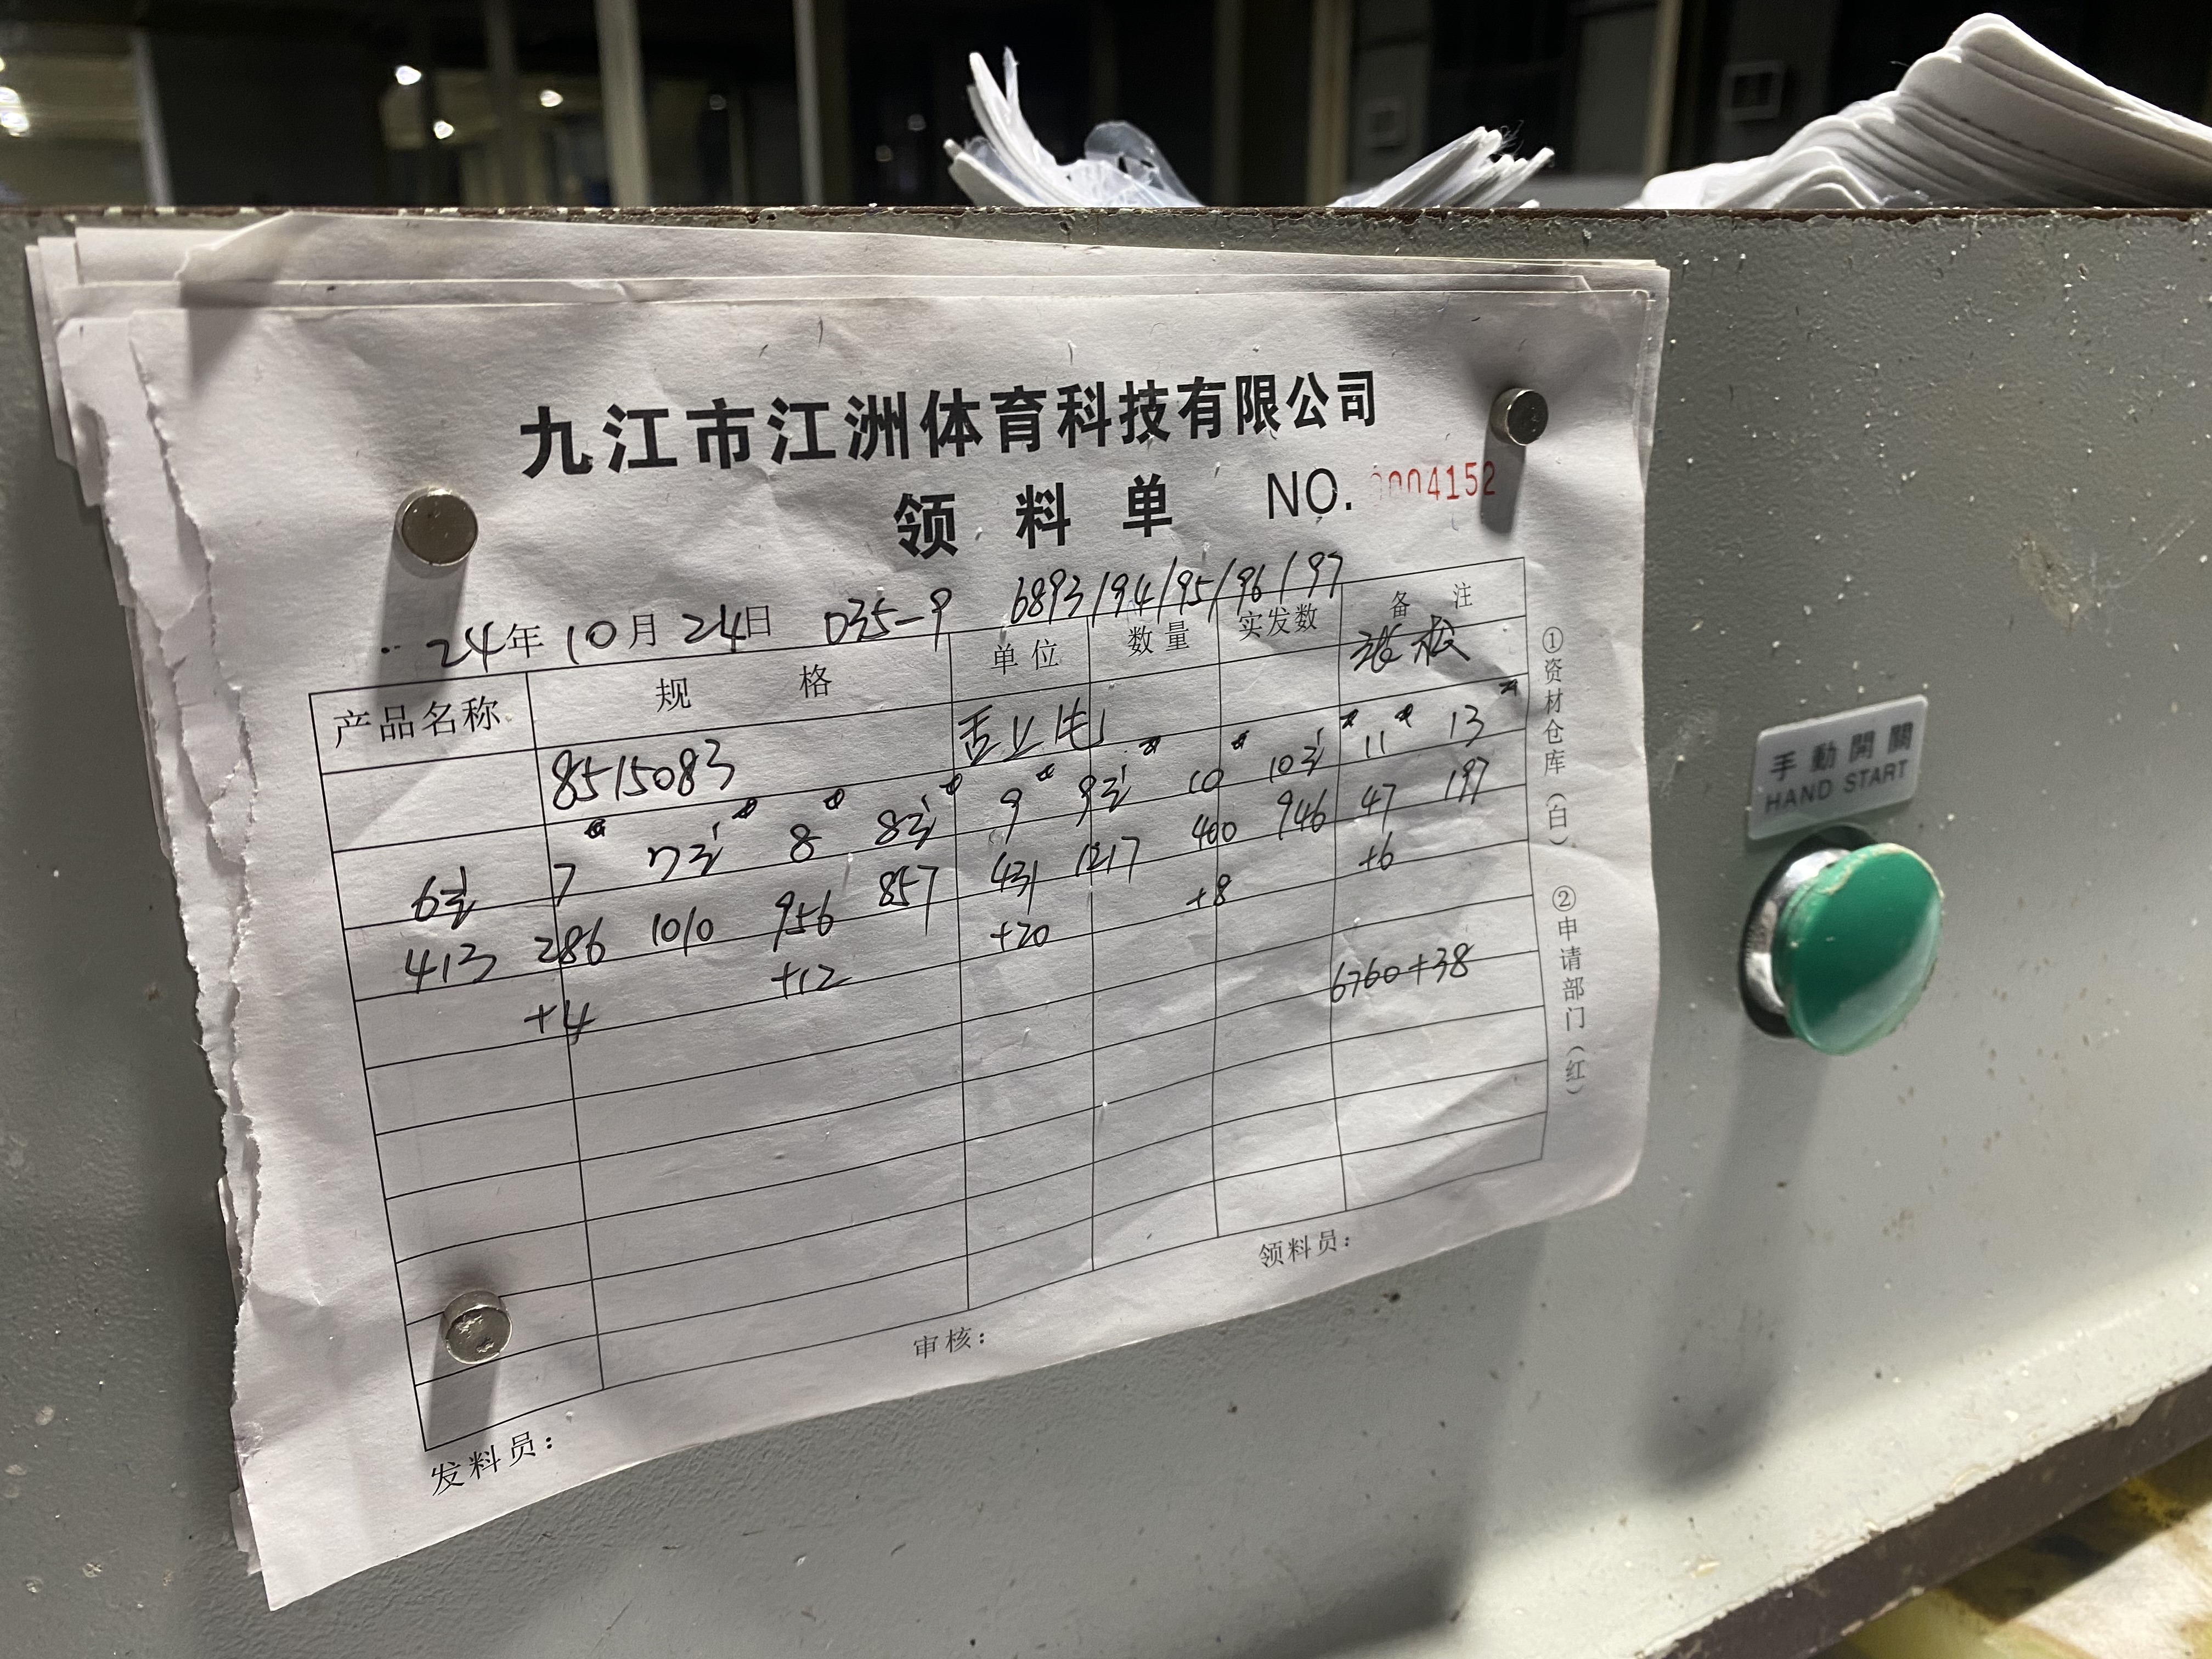 九江市江洲体育科技有限公司
领料单 NO. 0004152
24年10月24日 035-9 6893/94/95/96/97
产品名称 规格 单位 数量 实发数 备注
8515083 舌上
6½ 7# 7½# 8# 8½# 9# 9½# 10# 10½# 11# 13#
413 286 1010 956 857 431 1217 400 946 47 197
+4 +12 +20 +8 +6
6760+38
发料员： 审核： 领料员：
①资材仓库（白） ②申请部门（红）
手動開關
HAND START